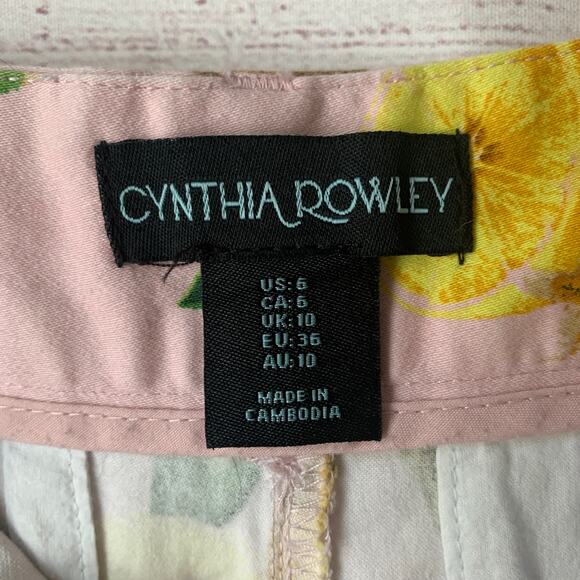 CYNTHIA ROWLEY
US: 6
CA: 6
UK: 10
EU: 36
AU: 10
MADE IN
CAMBODIA